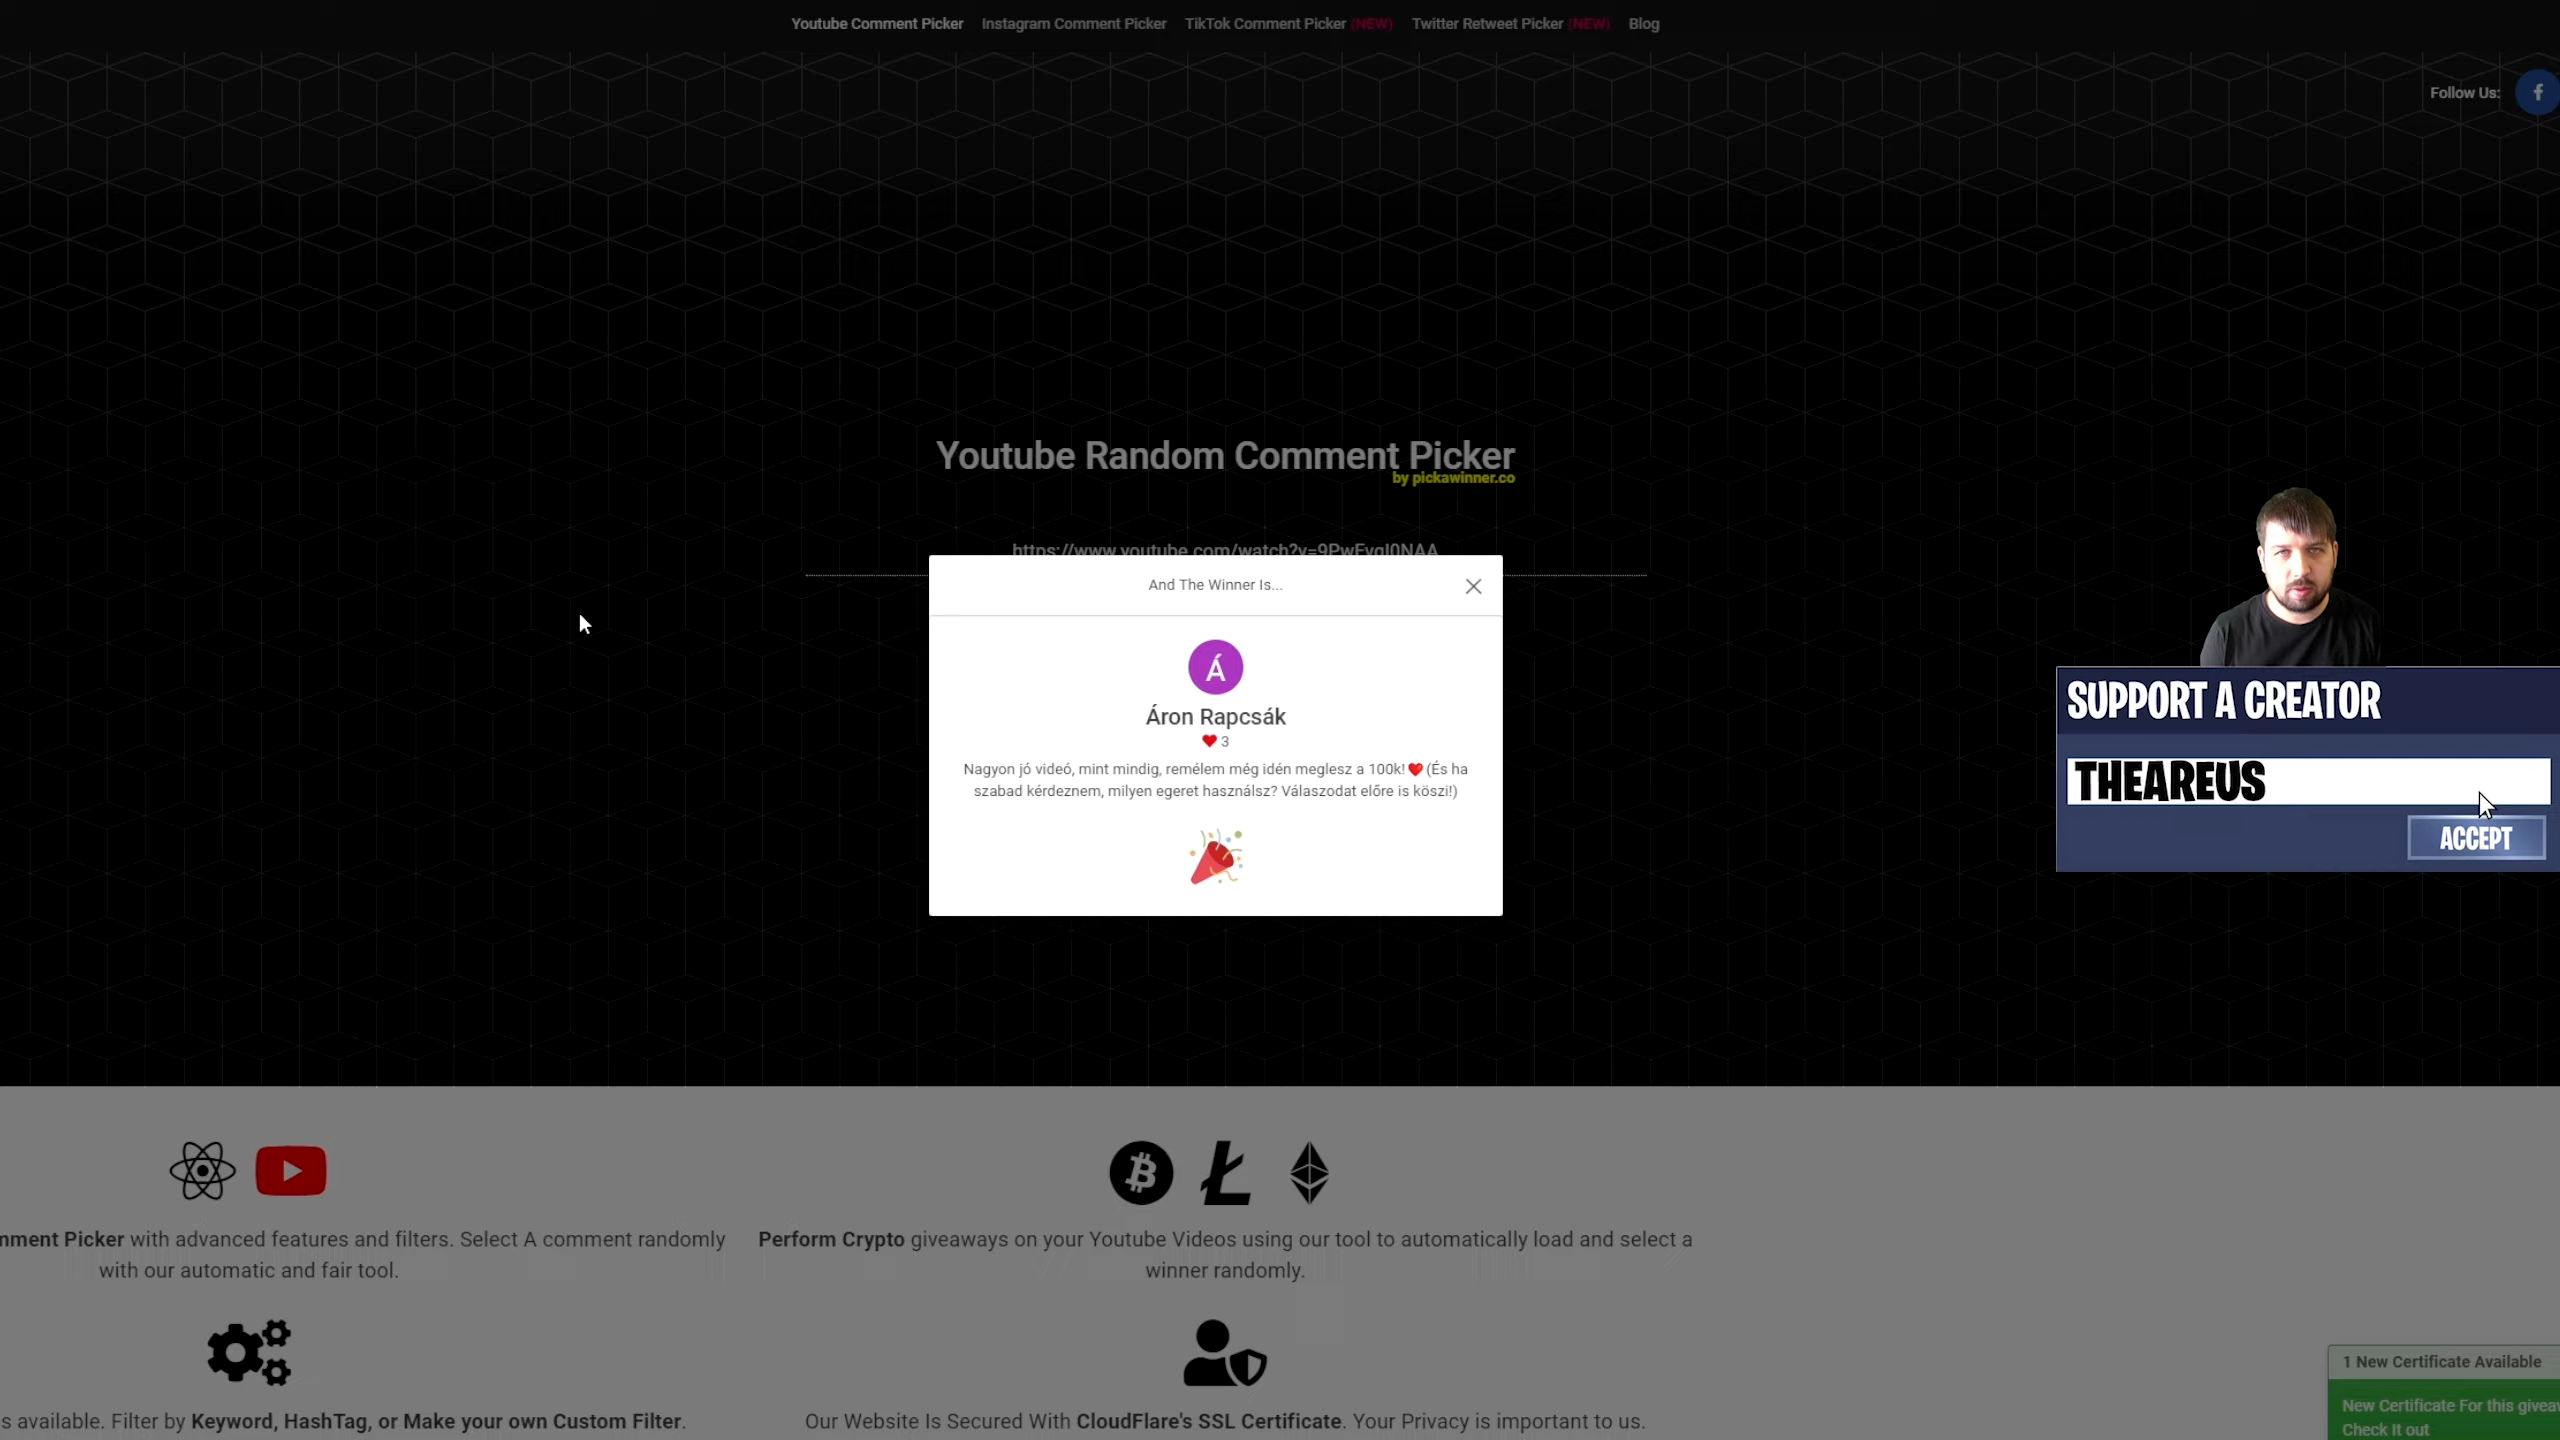 Youtube Comment Picker Instagram Comment Picker TikTok Comment Picker (NEW) Twitter Retweet Picker (NEW) Blog
Follow Us:
Youtube Random Comment Picker
by pickawinner.co
And The Winner Is...
Á
Áron Rapcsák
3
Nagyon jó videó, mint mindig, remélem még idén meglesz a 100k! (És ha
szabad kérdeznem, milyen egeret használsz? Válaszodat előre is köszi!)
SUPPORT A CREATOR
THEAREUS
ACCEPT
Picker with advanced features and filters. Select A comment randomly
with our automatic and fair tool.
Perform Crypto giveaways on your Youtube Videos using our tool to automatically load and select a
winner randomly.
available. Filter by Keyword, HashTag, or Make your own Custom Filter.
Our Website Is Secured With CloudFlare's SSL Certificate. Your Privacy is important to us.
1 New Certificate Available
New Certificate For this
Check It out